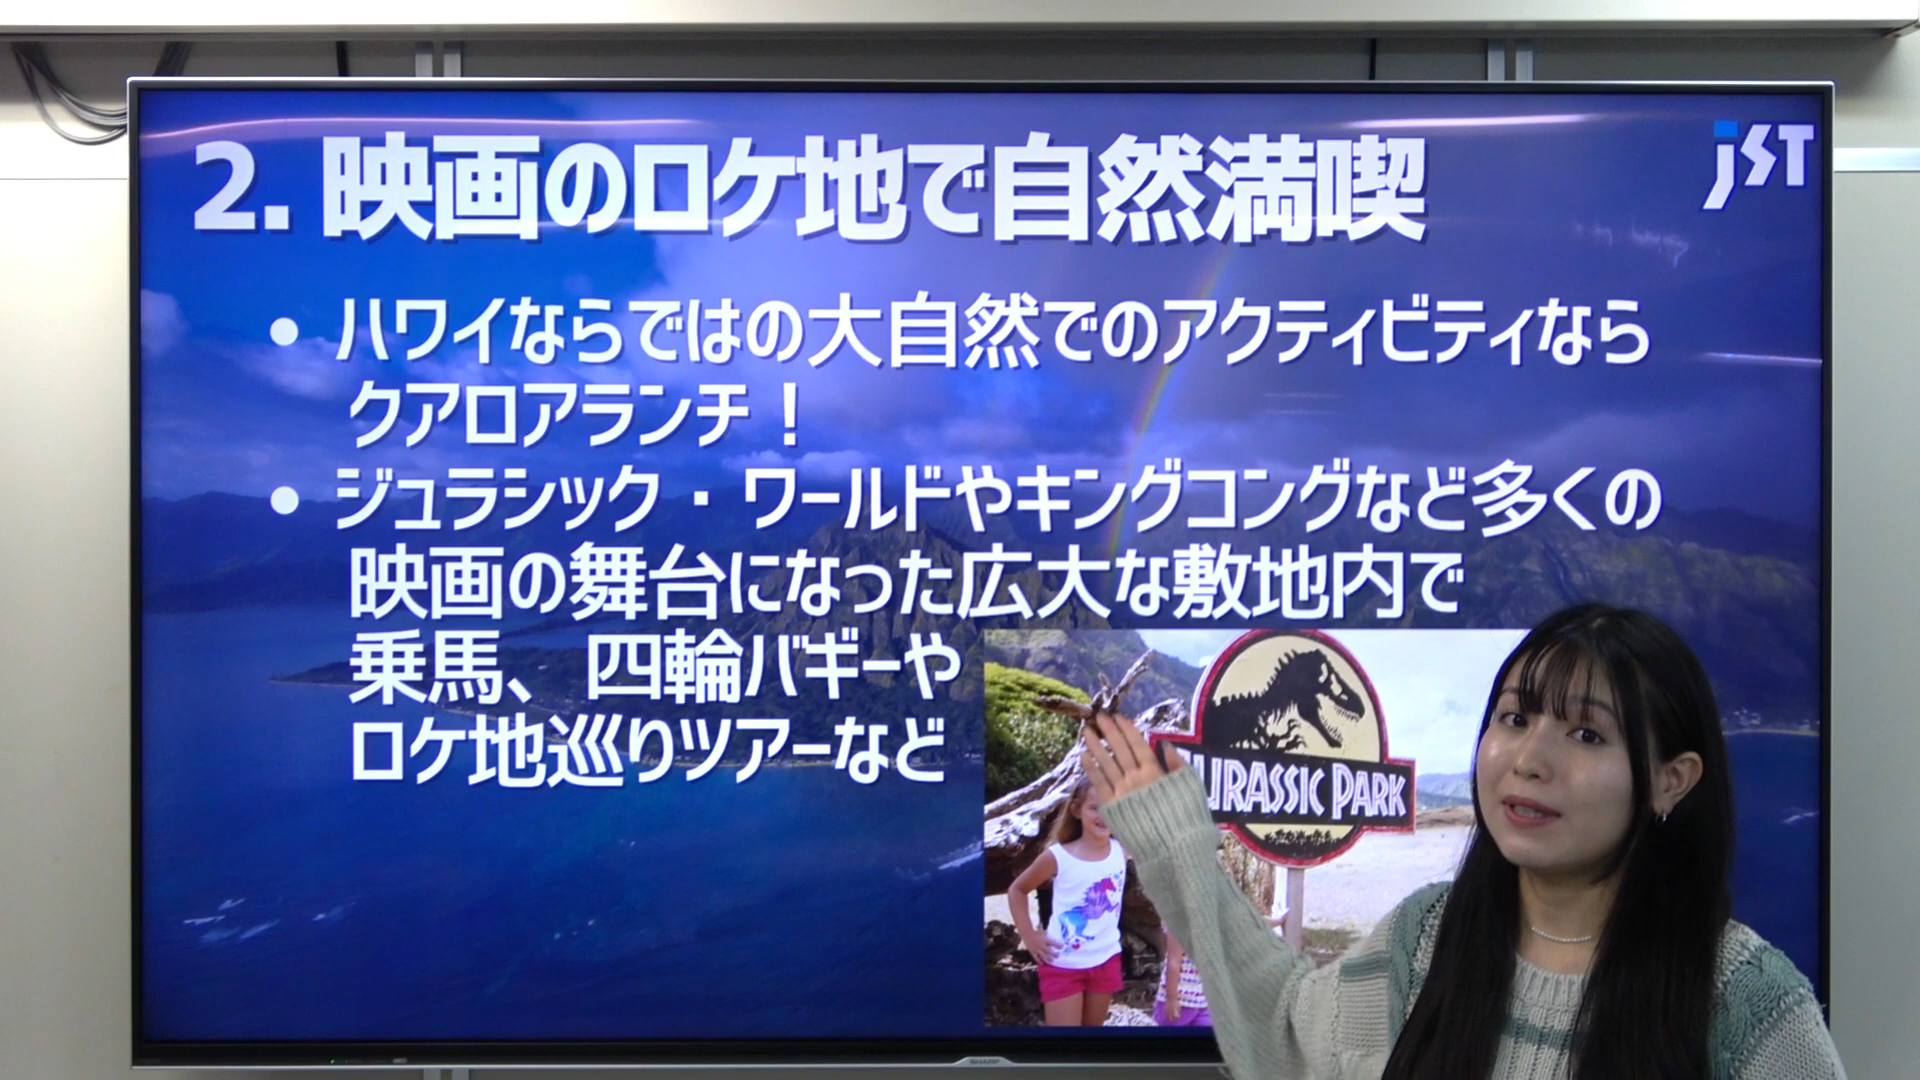 2. 映画のロケ地で自然満喫
jST
• ハワイならではの大自然でのアクティビティなら
クアロアランチ！
• ジュラシック・ワールドやキングコングなど多くの
映画の舞台になった広大な敷地内で
乗馬、四輪バギーや
ロケ地巡りツアーなど
JURASSIC PARK
SHARP